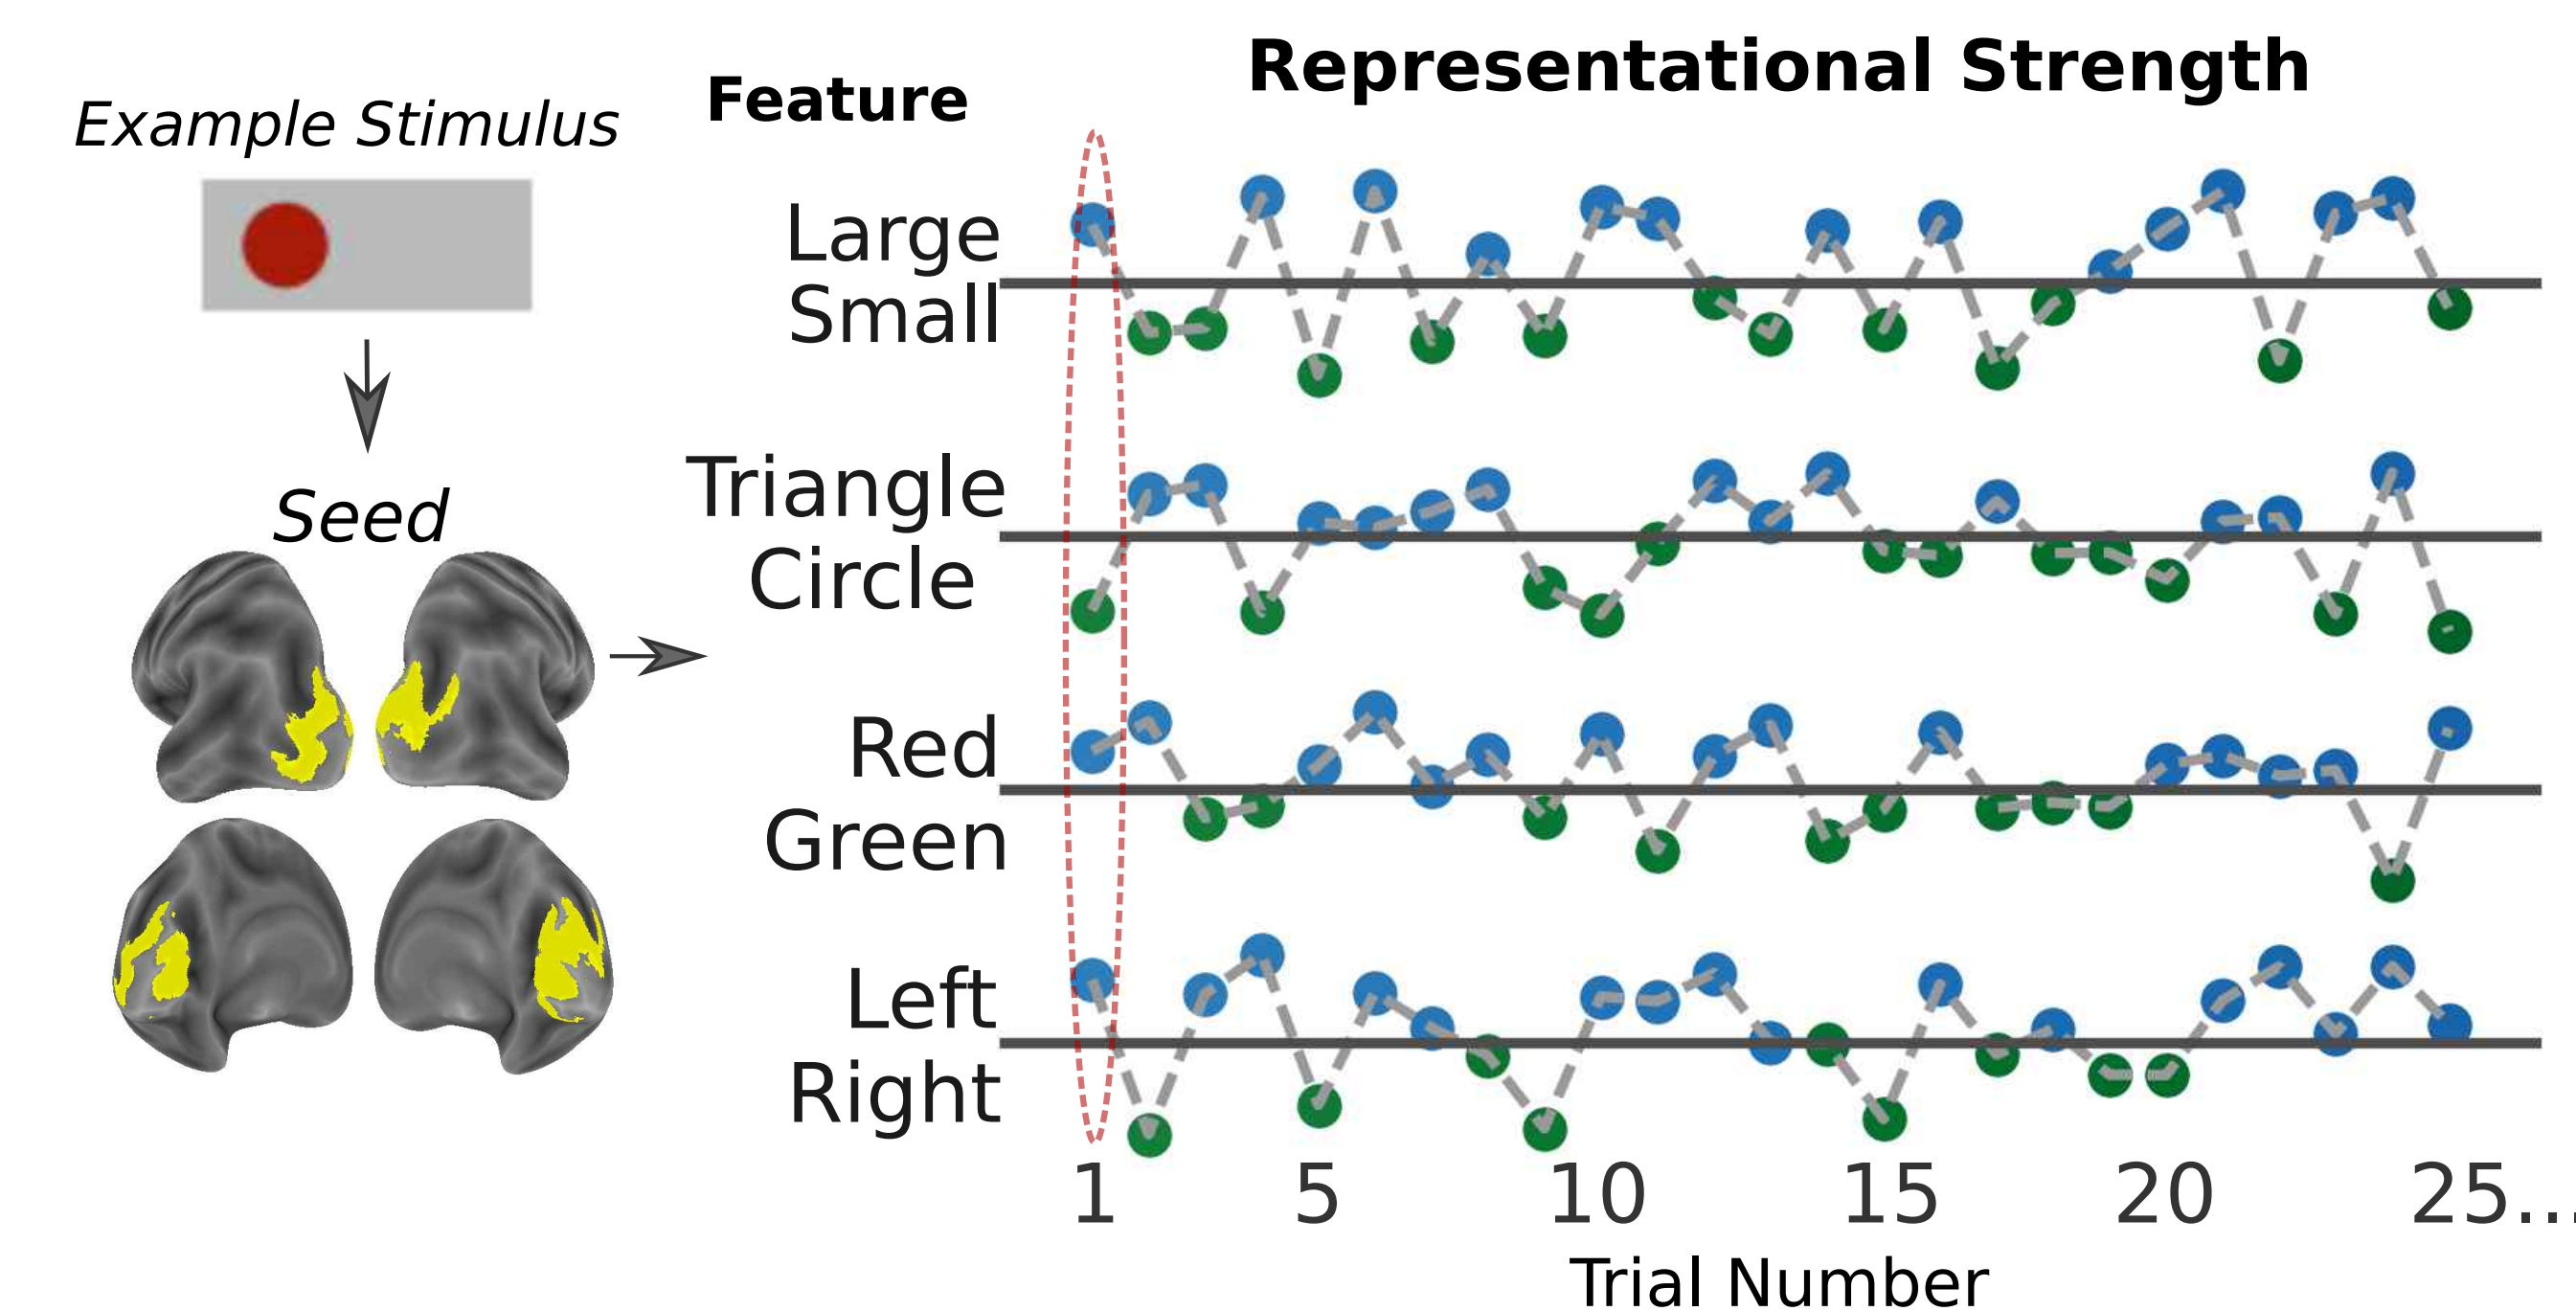 Example Stimulus
Seed
Feature
Representational Strength
Large
Small
Triangle
Circle
Red
Green
Left
Right
1 5 10 15 20 25...
Trial Number